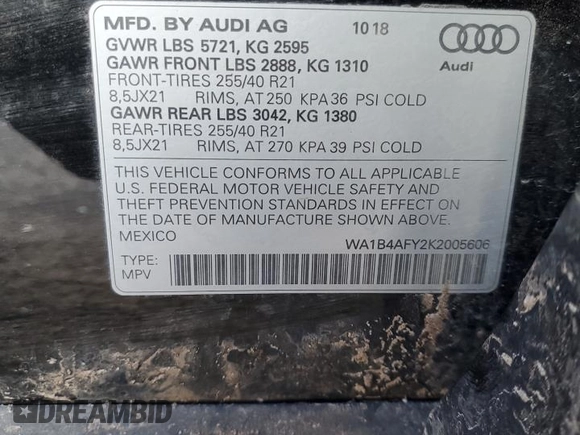 MFD. BY AUDI AG 10 18
GVWR LBS 5721, KG 2595
GAWR FRONT LBS 2888, KG 1310
FRONT-TIRES 255/40 R21
8,5JX21 RIMS, AT 250 KPA 36 PSI COLD
GAWR REAR LBS 3042, KG 1380
REAR-TIRES 255/40 R21
8,5JX21 RIMS, AT 270 KPA 39 PSI COLD
Audi
THIS VEHICLE CONFORMS TO ALL APPLICABLE
U.S. FEDERAL MOTOR VEHICLE SAFETY AND
THEFT PREVENTION STANDARDS IN EFFECT ON
THE DATE OF MANUFACTURE SHOWN ABOVE.
MEXICO WA1B4AFY2K2005606
TYPE:
MPV
DREAMBID